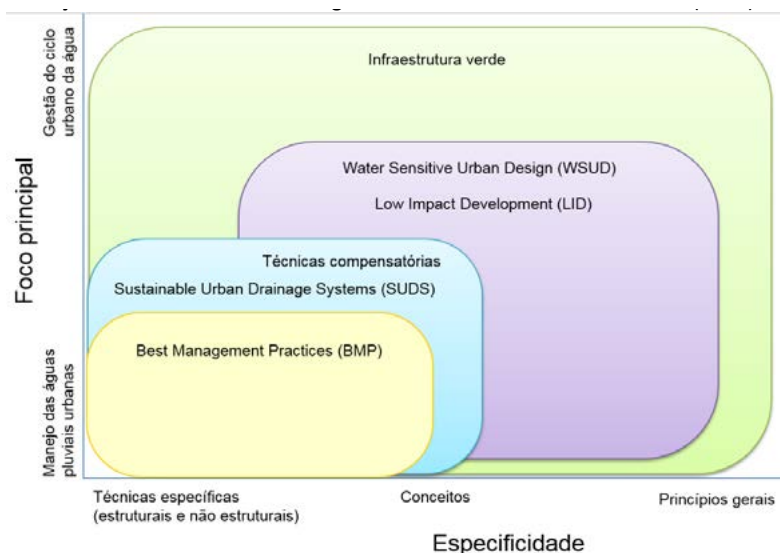 Gestão do ciclo
urbano da água
Foco principal
Manejo das águas
pluviais urbanas
Infraestrutura verde
Water Sensitive Urban Design (WSUD)
Low Impact Development (LID)
Técnicas compensatórias
Sustainable Urban Drainage Systems (SUDS)
Best Management Practices (BMP)
Técnicas específicas
(estruturais e não estruturais)
Conceitos
Princípios gerais
Especificidade